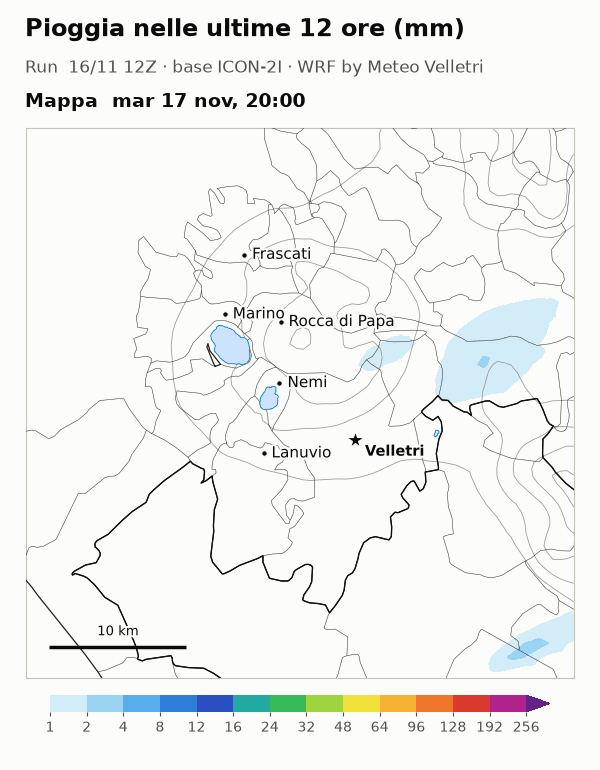 Pioggia nelle ultime 12 ore (mm)
Run  16/11 12Z · base ICON-2I · WRF by Meteo Velletri
Mappa  mar 17 nov, 20:00
Frascati
Marino
Rocca di Papa
Nemi
Velletri
Lanuvio
10 km
1 2 4 8 12 16 24 32 48 64 96 128 192 256